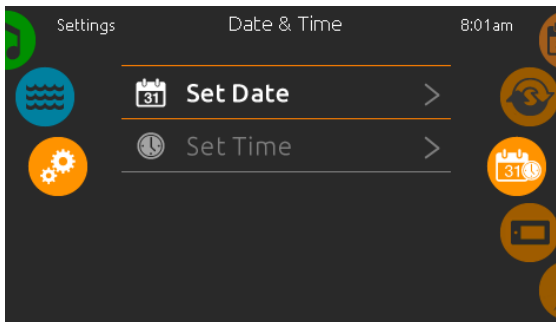 Settings
Date & Time
8:01am
31
Set Date
Set Time
31